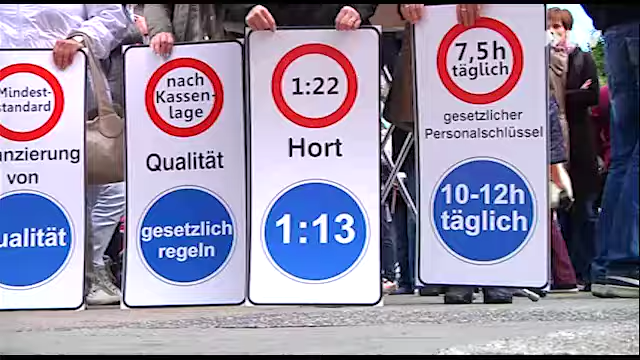 Mindest-
standard
anzierung
von
ualität
nach
Kassen-
lage
Qualität
gesetzlich
regeln
1:22
Hort
1:13
7,5h
täglich
gesetzlicher
Personalschlüssel
10-12h
täglich